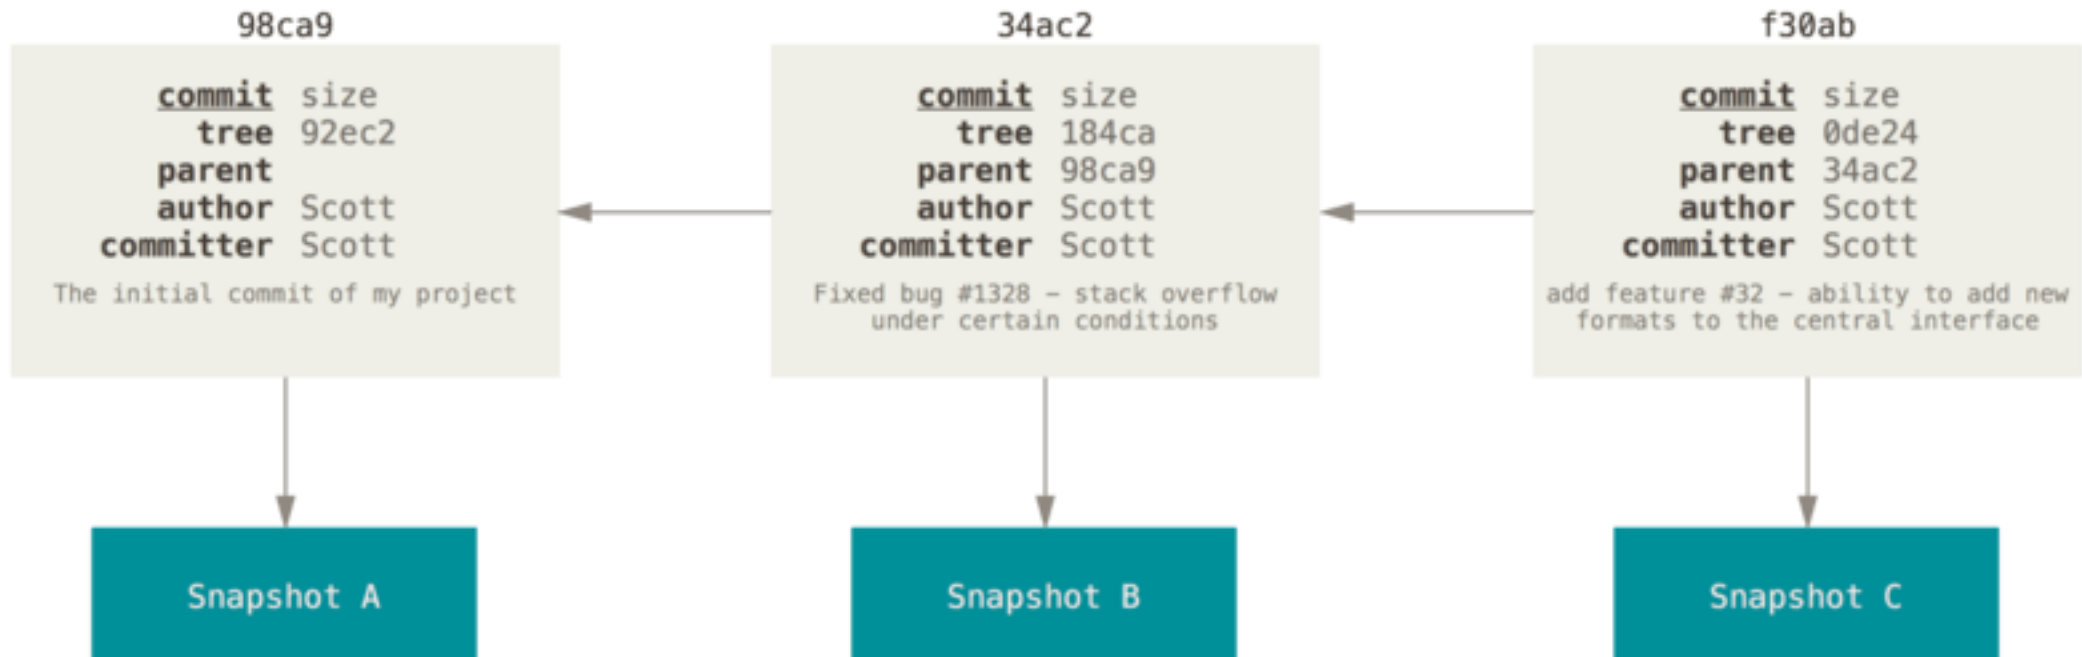 98ca9
commit size
tree 92ec2
parent
author Scott
committer Scott
The initial commit of my project
Snapshot A
34ac2
commit size
tree 184ca
parent 98ca9
author Scott
committer Scott
Fixed bug #1328 – stack overflow
under certain conditions
Snapshot B
f30ab
commit size
tree 0de24
parent 34ac2
author Scott
committer Scott
add feature #32 – ability to add new
formats to the central interface
Snapshot C